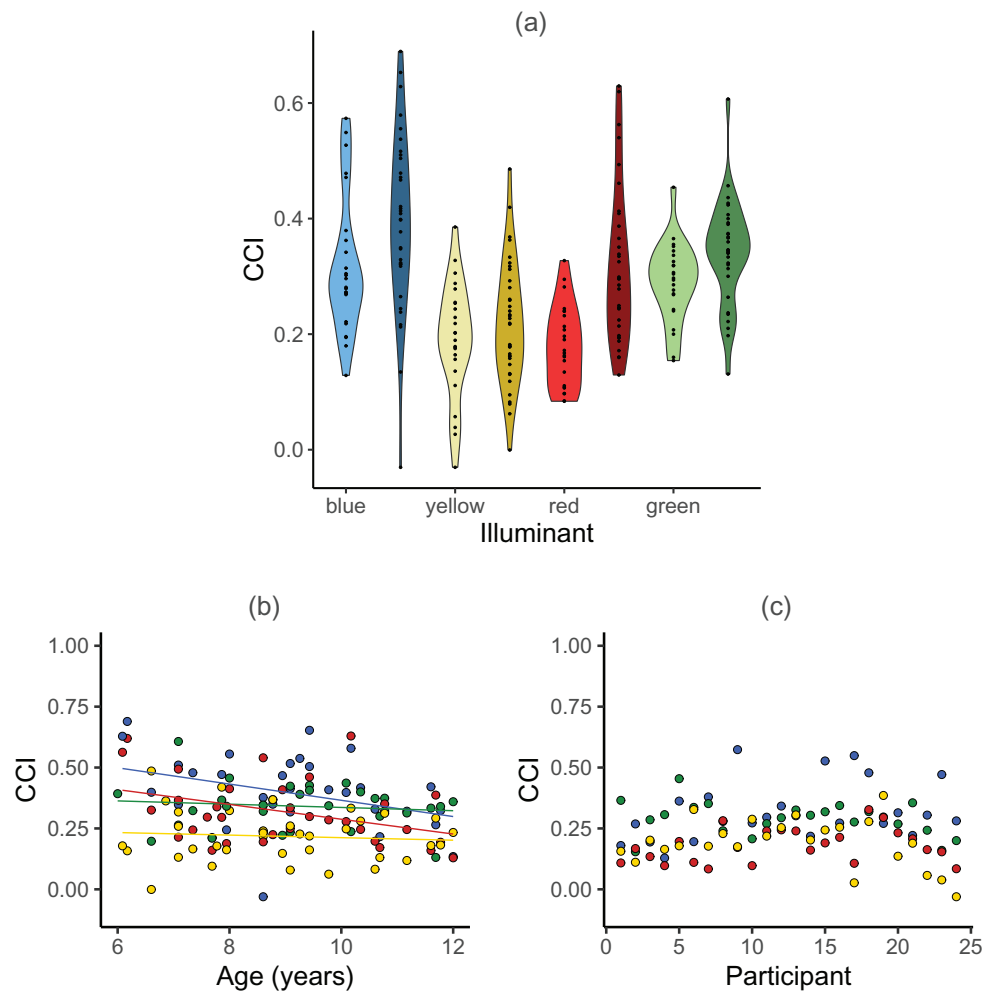 (a)
CCI
0.6
0.4
0.2
0.0
blue yellow red green
Illuminant
(b)
CCI
1.00
0.75
0.50
0.25
0.00
6 8 10 12
Age (years)
(c)
CCI
1.00
0.75
0.50
0.25
0.00
0 5 10 15 20 25
Participant